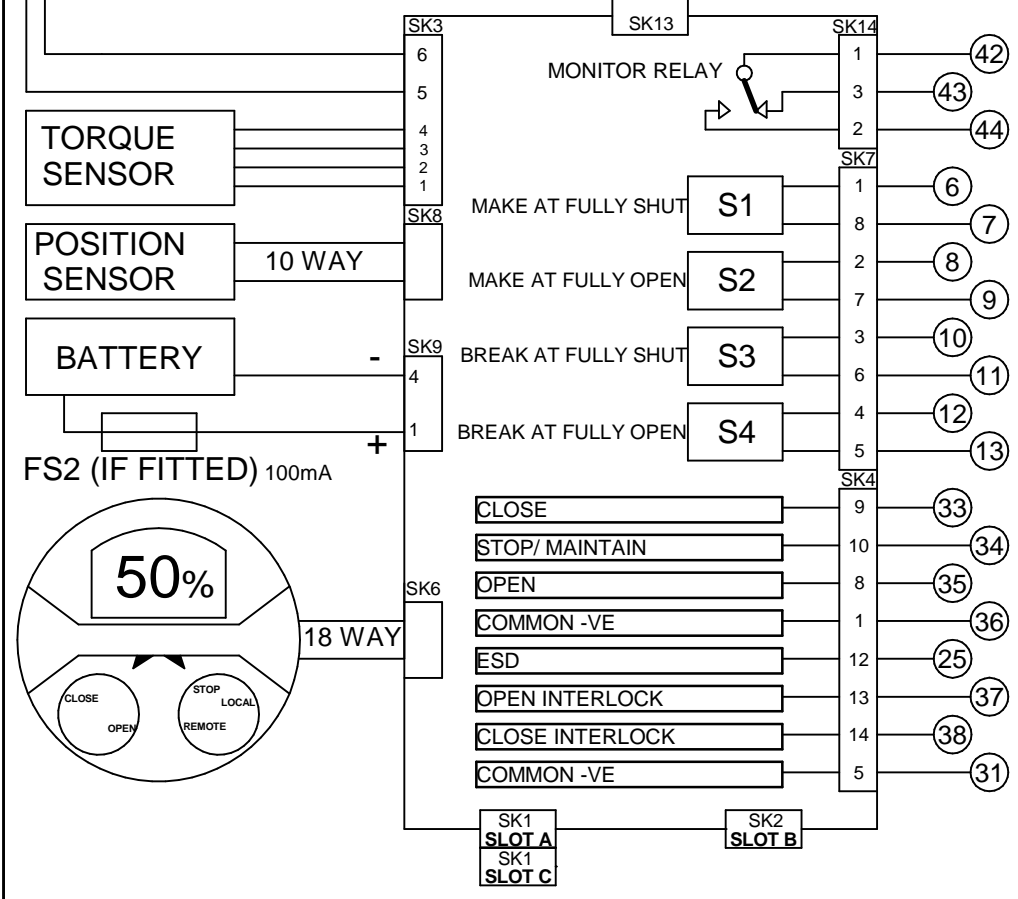 SK3
SK13
SK14
6
5
4
3
2
1
MONITOR RELAY
1
3
2
42
43
44
TORQUE
SENSOR
SK8
POSITION
SENSOR
10 WAY
SK7
MAKE AT FULLY SHUT
S1
1
8
6
7
MAKE AT FULLY OPEN
S2
2
7
8
9
BREAK AT FULLY SHUT
S3
3
6
10
11
BREAK AT FULLY OPEN
S4
4
5
12
13
BATTERY
-
SK9
4
1
+
FS2 (IF FITTED) 100mA
SK4
CLOSE
9
33
STOP/ MAINTAIN
10
34
OPEN
8
35
COMMON -VE
1
36
ESD
12
25
OPEN INTERLOCK
13
37
CLOSE INTERLOCK
14
38
COMMON -VE
5
31
50%
SK6
18 WAY
CLOSE
OPEN
STOP
LOCAL
REMOTE
SK1
SLOT A
SK1
SLOT C
SK2
SLOT B